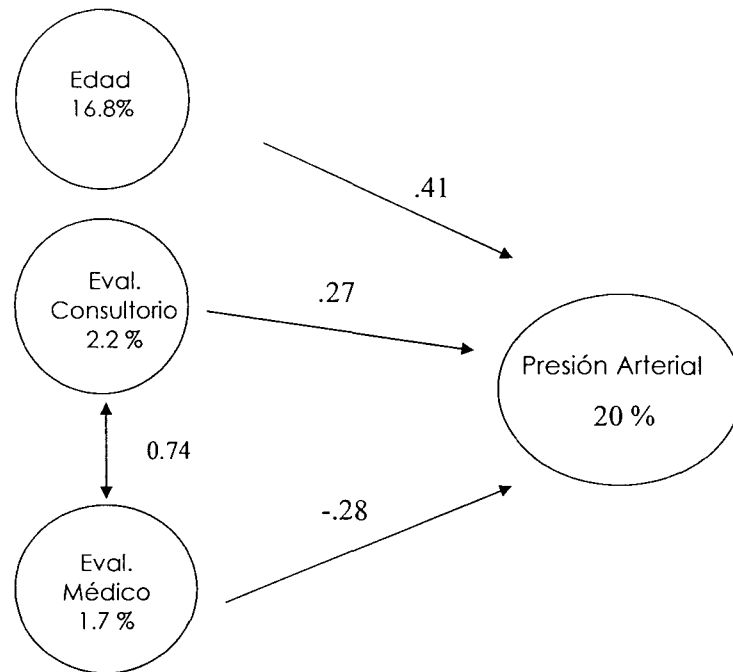 Edad
16.8%
.41
Eval.
Consultorio
2.2 %
.27
Presión Arterial
20 %
0.74
-.28
Eval.
Médico
1.7 %